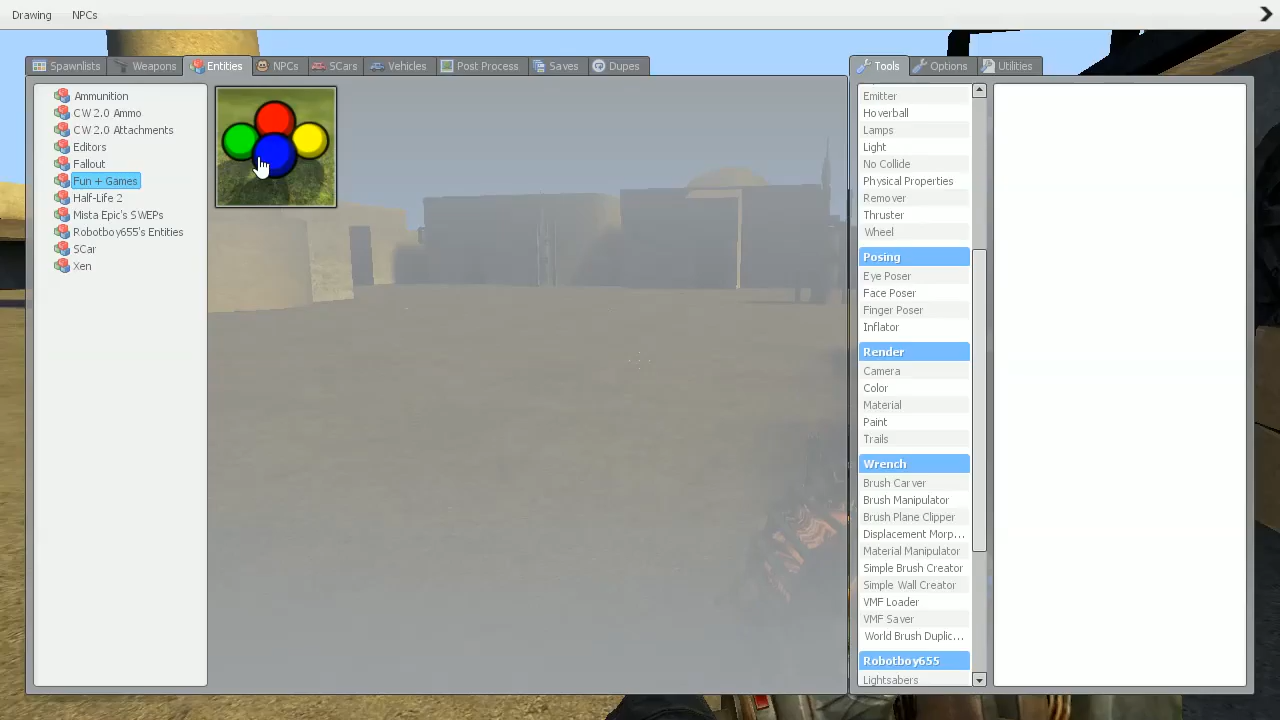 Drawing NPCs
Spawnlists Weapons Entities NPCs SCars Vehicles Post Process Saves Dupes
Tools Options Utilities
Ammunition
CW 2.0 Ammo
CW 2.0 Attachments
Editors
Fallout
Fun + Games
Half-Life 2
Mista Epic's SWEPs
Robotboy655's Entities
SCar
Xen
Emitter
Hoverball
Lamps
Light
No Collide
Physical Properties
Remover
Thruster
Wheel
Posing
Eye Poser
Face Poser
Finger Poser
Inflator
Render
Camera
Color
Material
Paint
Trails
Wrench
Brush Carver
Brush Manipulator
Brush Plane Clipper
Displacement Morp...
Material Manipulator
Simple Brush Creator
Simple Wall Creator
VMF Loader
VMF Saver
World Brush Duplic...
Robotboy655
Lightsabers